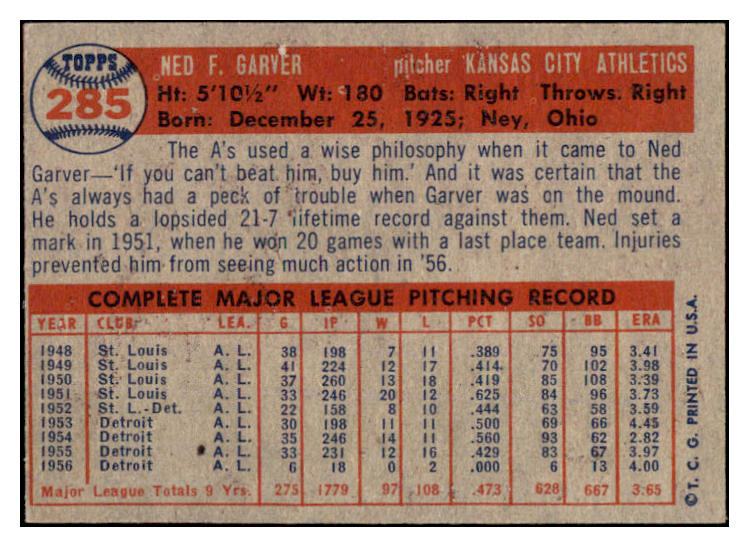 TOPPS
285
NED F. GARVER pitcher KANSAS CITY ATHLETICS
Ht: 5'10½" Wt: 180 Bats: Right Throws: Right
Born: December 25, 1925; Ney, Ohio
The A's used a wise philosophy when it came to Ned
Garver—'If you can't beat him, buy him.' And it was certain that the
A's always had a peck of trouble when Garver was on the mound.
He holds a lopsided 21-7 lifetime record against them. Ned set a
mark in 1951, when he won 20 games with a last place team. Injuries
prevented him from seeing much action in '56.
COMPLETE MAJOR LEAGUE PITCHING RECORD
YEAR CLUB LEA. G IP W L PCT SO BB ERA
1948 St. Louis A. L. 38 198 7 11 .389 75 95 3.41
1949 St. Louis A. L. 41 224 12 17 .414 70 102 3.98
1950 St. Louis A. L. 37 260 13 18 .419 85 108 3.39
1951 St. Louis A. L. 33 246 20 12 .625 84 96 3.73
1952 St. L.-Det. A. L. 22 158 8 10 .444 63 58 3.59
1953 Detroit A. L. 30 198 11 11 .500 69 66 4.45
1954 Detroit A. L. 35 246 14 11 .560 93 62 2.82
1955 Detroit A. L. 33 231 12 16 .429 83 67 3.97
1956 Detroit A. L. 6 18 0 2 .000 6 13 4.00
Major League Totals 9 Yrs. 275 1779 97 108 .473 628 667 3.65
© T. C. G. PRINTED IN U.S.A.